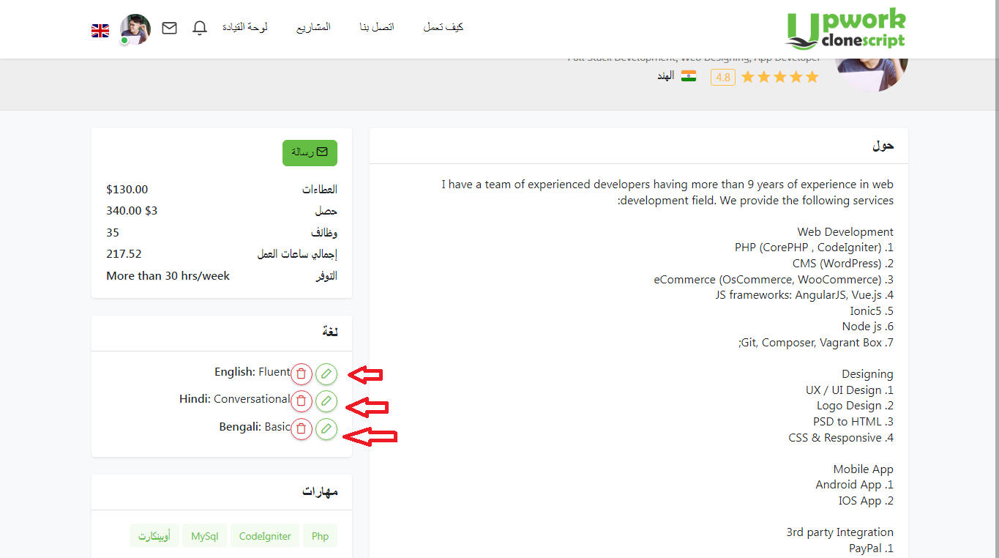 Upwork
clonescript
كيف تعمل
اتصل بنا
المشاريع
لوحة القيادة
Full Stack Development, Web Designing, App Developer
4.8
الهند
حول
I have a team of experienced developers having more than 9 years of experience in web
development field. We provide the following services:
Web Development
1. PHP (CorePHP , CodeIgniter)
2. CMS (WordPress)
3. eCommerce (OsCommerce, WooCommerce)
4. JS frameworks: AngularJS, Vue.js
5. Ionic5
6. Node js
7. Git, Composer, Vagrant Box;
Designing
1. UX / UI Design
2. Logo Design
3. PSD to HTML
4. CSS & Responsive
Mobile App
1. Android App
2. IOS App
3rd party Integration
1. PayPal
رسالة
العطاءات $130.00
حصل 340.00 $3
وظائف 35
إجمالي ساعات العمل 217.52
التوفر More than 30 hrs/week
لغة
English: Fluent
Hindi: Conversational
Bengali: Basic
مهارات
Php CodeIgniter MySql أوبينكارت